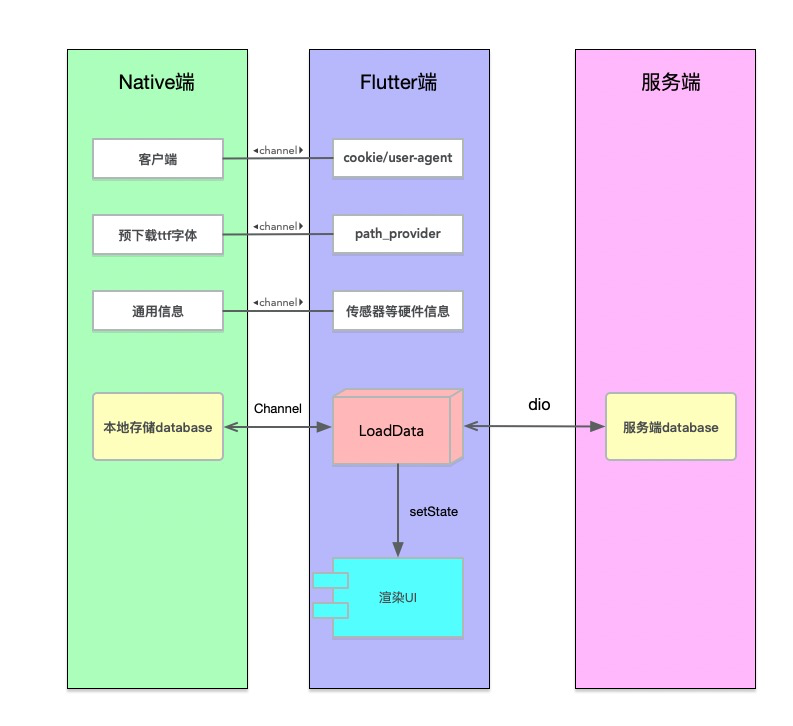 Native端
Flutter端
服务端
客户端
channel
cookie/user-agent
预下载ttf字体
channel
path_provider
通用信息
channel
传感器等硬件信息
本地存储database
Channel
LoadData
dio
服务端database
setState
渲染UI